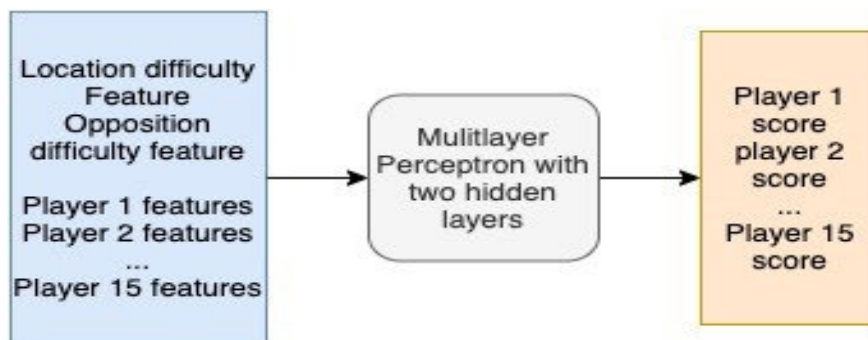 Location difficulty
Feature
Opposition
difficulty feature
Player 1 features
Player 2 features
...
Player 15 features
Mulitlayer
Perceptron with
two hidden
layers
Player 1
score
player 2
score
...
Player 15
score